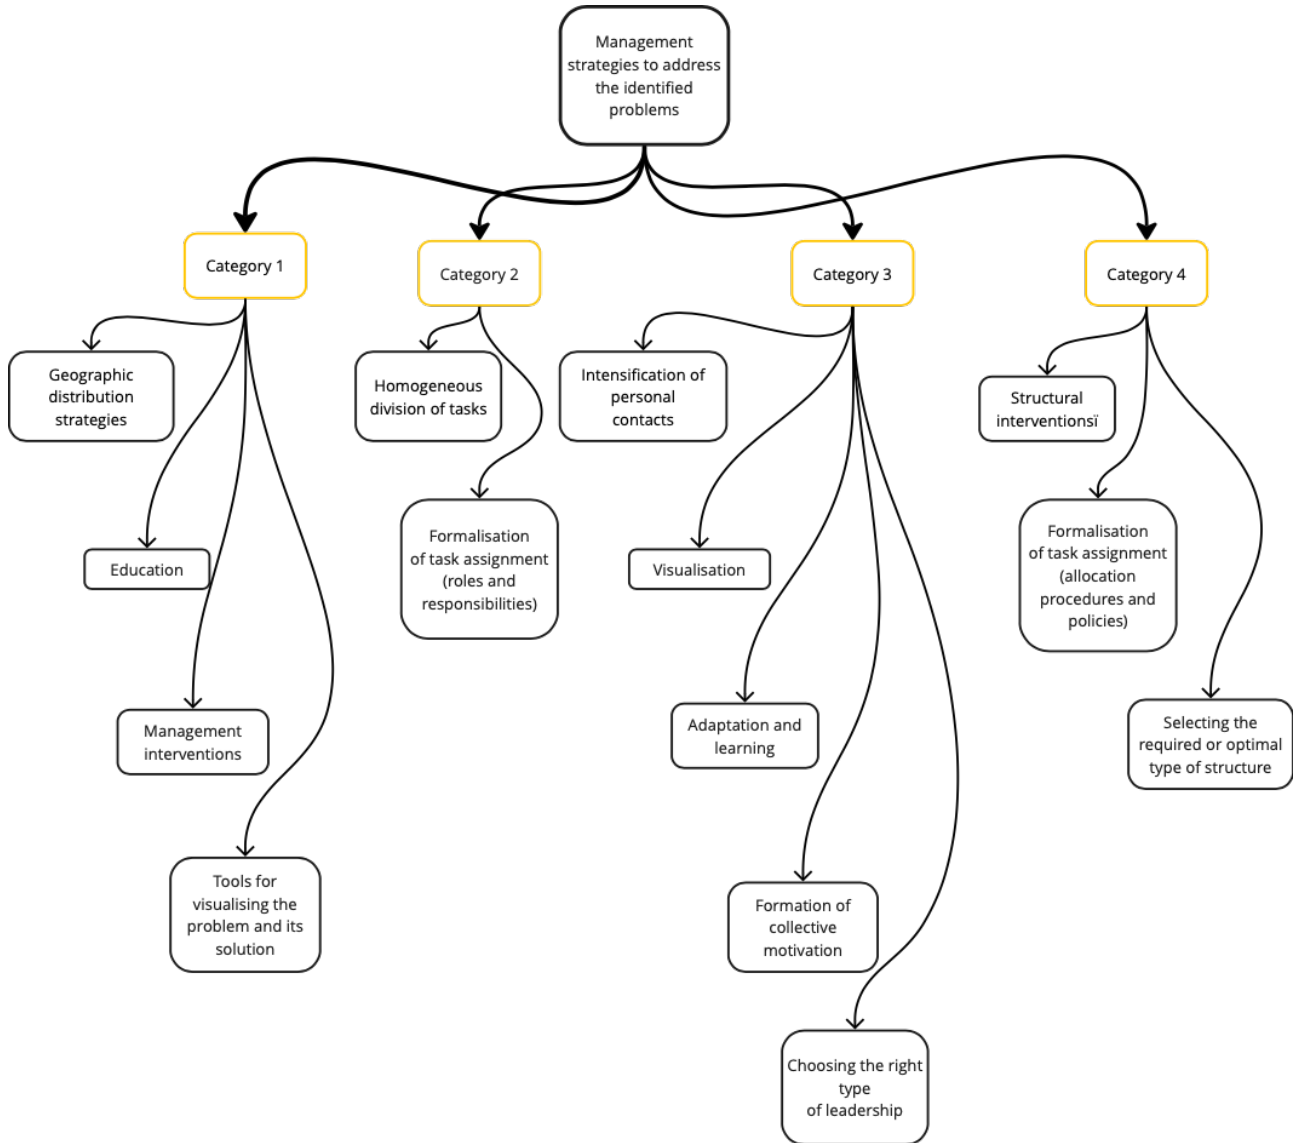 Management
strategies to address
the identified
problems
Category 1
Category 2
Category 3
Category 4
Geographic
distribution
strategies
Homogeneous
division of tasks
Intensification of
personal
contacts
Structural
interventionsï
Education
Formalisation
of task assignment
(roles and
responsibilities)
Visualisation
Formalisation
of task assignment
(allocation
procedures and
policies)
Management
interventions
Adaptation and
learning
Selecting the
required or optimal
type of structure
Tools for
visualising the
problem and its
solution
Formation of
collective
motivation
Choosing the right
type
of leadership